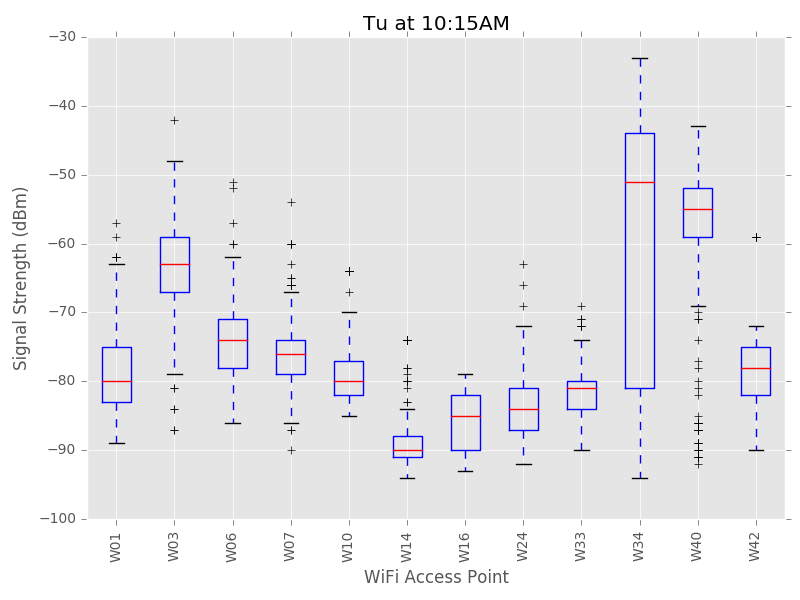 Tu at 10:15AM
−30
−40
−50
−60
−70
−80
−90
−100
Signal Strength (dBm)
W01 W03 W06 W07 W10 W14 W16 W24 W33 W34 W40 W42
WiFi Access Point